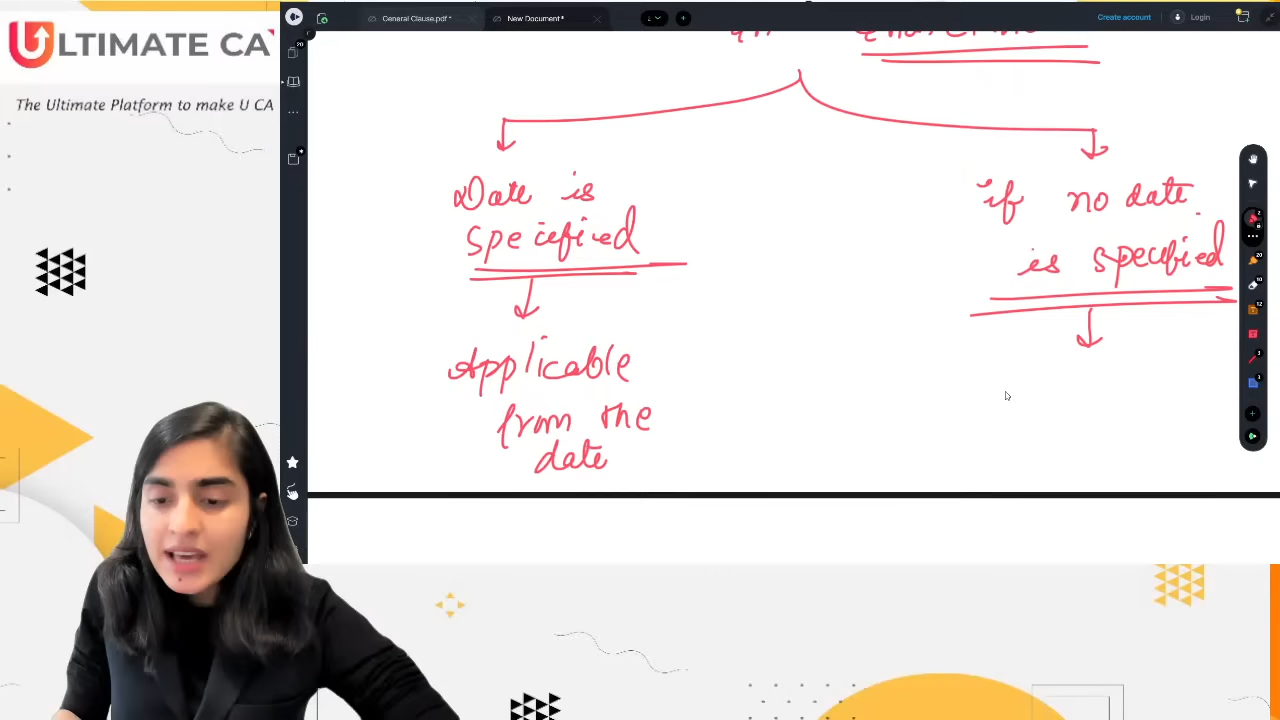 ULTIMATE CA
The Ultimate Platform to make U CA
General Clause.pdf *
New Document*
Create account
Login
Date is
specified
Applicable
from the
date
if no date
is specified